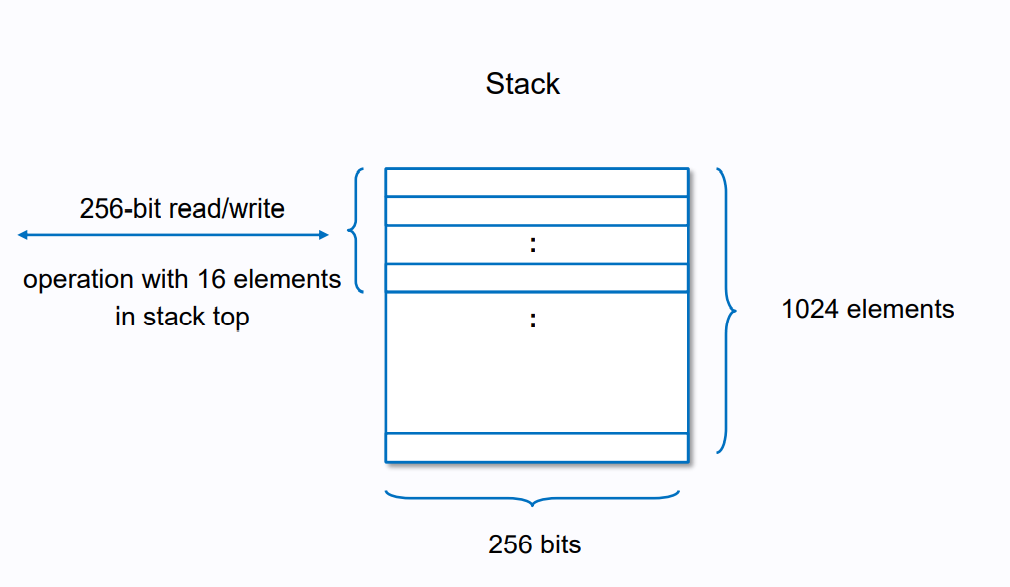 Stack
256-bit read/write
operation with 16 elements
in stack top
:
:
1024 elements
256 bits